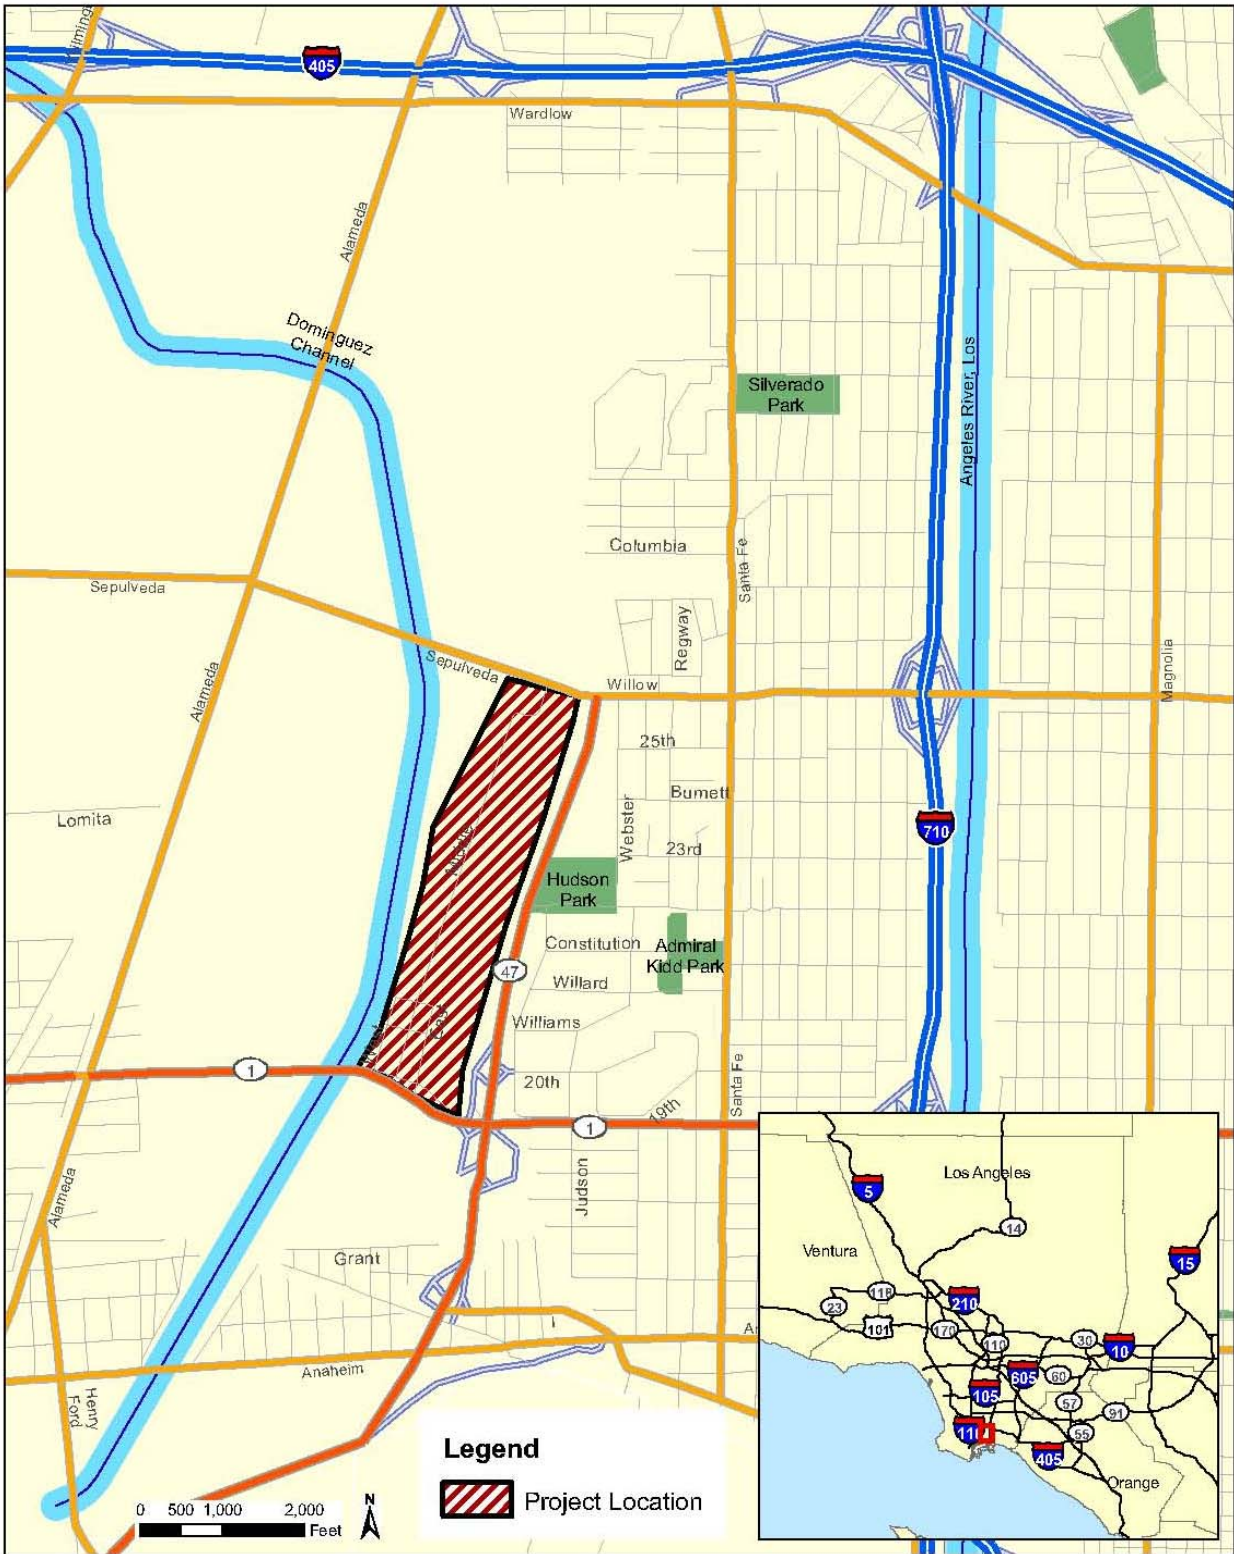 405
Wardlow
Alameda
Dominguez
Channel
Silverado
Park
Angeles River, Los
Columbia
Santa Fe
Sepulveda
Regway
Sepulveda
Willow
Magnolia
Alameda
25th
Burnett
Webster
Lomita
710
23rd
Hudson
Park
Constitution
Admiral
Kidd Park
47
Willard
Williams
West
East
1
20th
Santa Fe
19th
1
Judson
Alameda
Grant
I
Anaheim
Henry
Ford
Los Angeles
5
14
Ventura
15
118
23
210
101
170
110
30
10
605
60
105
57
91
110
55
405
Orange
Legend
Project Location
0 500 1,000 2,000
Feet
N